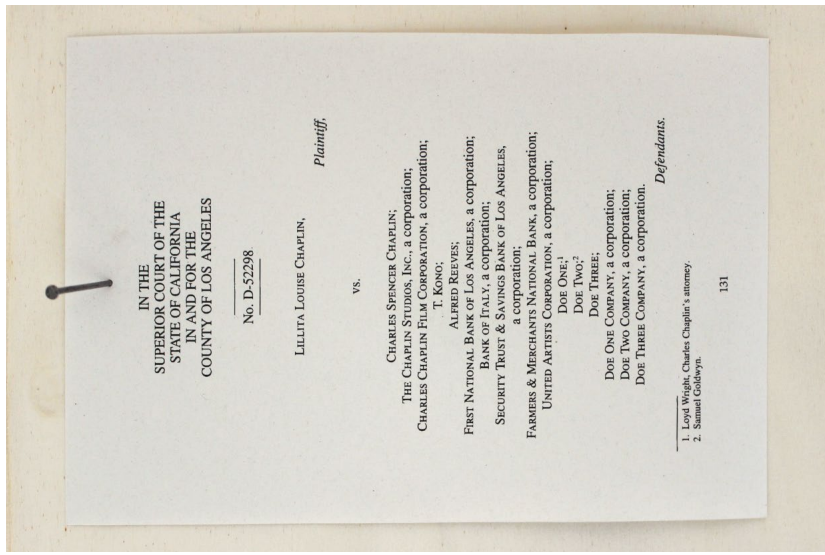 IN THE
SUPERIOR COURT OF THE
STATE OF CALIFORNIA
IN AND FOR THE
COUNTY OF LOS ANGELES
No. D-52298
LILLITA LOUISE CHAPLIN,
Plaintiff,
vs.
CHARLES SPENCER CHAPLIN;
THE CHAPLIN STUDIOS, INC., a corporation;
CHARLES CHAPLIN FILM CORPORATION, a corporation;
T. KONO;
ALFRED REEVES;
FIRST NATIONAL BANK OF LOS ANGELES, a corporation;
BANK OF ITALY, a corporation;
SECURITY TRUST & SAVINGS BANK OF LOS ANGELES,
a corporation;
FARMERS & MERCHANTS NATIONAL BANK, a corporation;
UNITED ARTISTS CORPORATION, a corporation;
DOE ONE;¹
DOE TWO;²
DOE THREE;
DOE ONE COMPANY, a corporation;
DOE TWO COMPANY, a corporation;
DOE THREE COMPANY, a corporation.
Defendants.
1. Loyd Wright, Charles Chaplin's attorney.
2. Samuel Goldwyn.
131